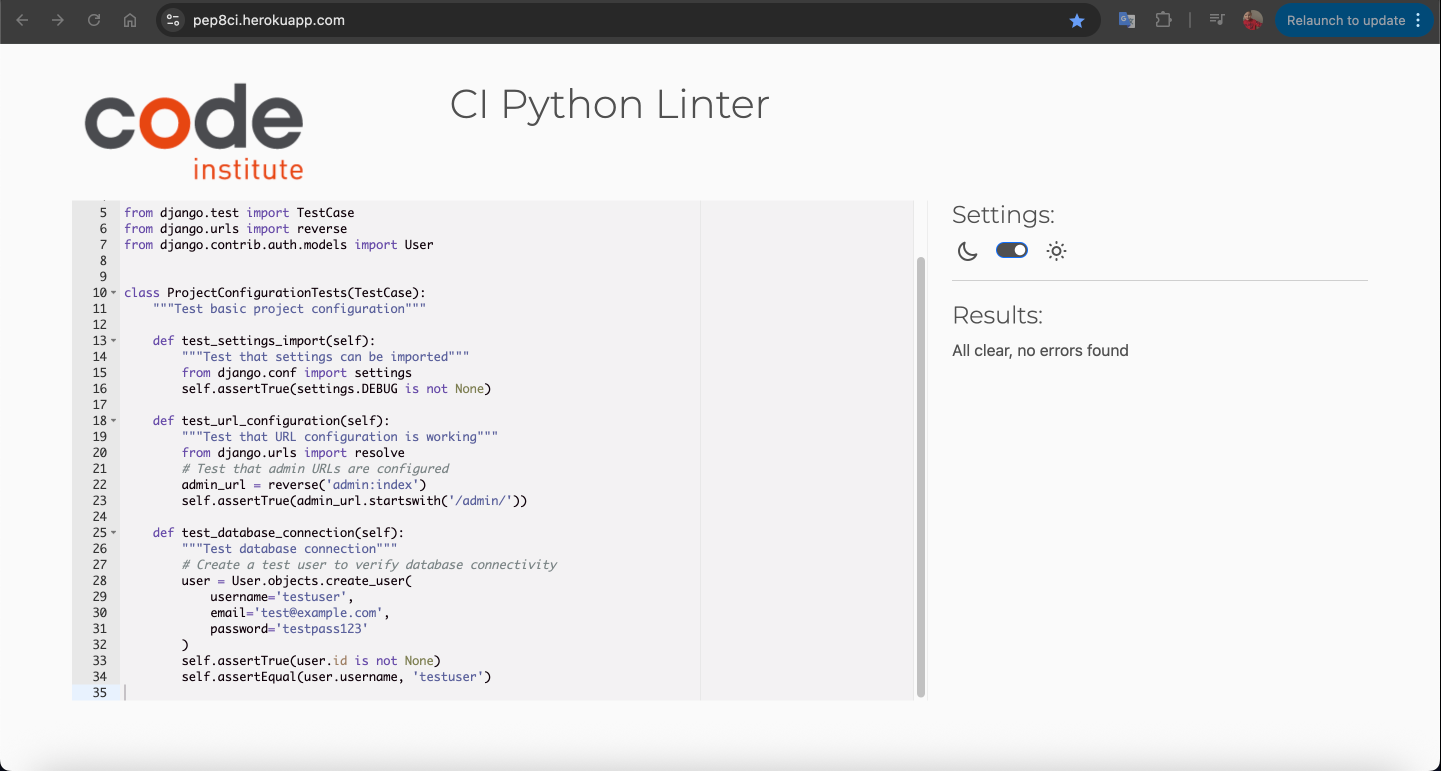 pep8ci.herokuapp.com
Relaunch to update
code
institute
CI Python Linter
5 from django.test import TestCase
6 from django.urls import reverse
7 from django.contrib.auth.models import User
8
9
10 class ProjectConfigurationTests(TestCase):
11     """Test basic project configuration"""
12
13     def test_settings_import(self):
14         """Test that settings can be imported"""
15         from django.conf import settings
16         self.assertTrue(settings.DEBUG is not None)
17
18     def test_url_configuration(self):
19         """Test that URL configuration is working"""
20         from django.urls import resolve
21         # Test that admin URLs are configured
22         admin_url = reverse('admin:index')
23         self.assertTrue(admin_url.startswith('/admin/'))
24
25     def test_database_connection(self):
26         """Test database connection"""
27         # Create a test user to verify database connectivity
28         user = User.objects.create_user(
29             username='testuser',
30             email='test@example.com',
31             password='testpass123'
32         )
33         self.assertTrue(user.id is not None)
34         self.assertEqual(user.username, 'testuser')
35
Settings:
Results:
All clear, no errors found